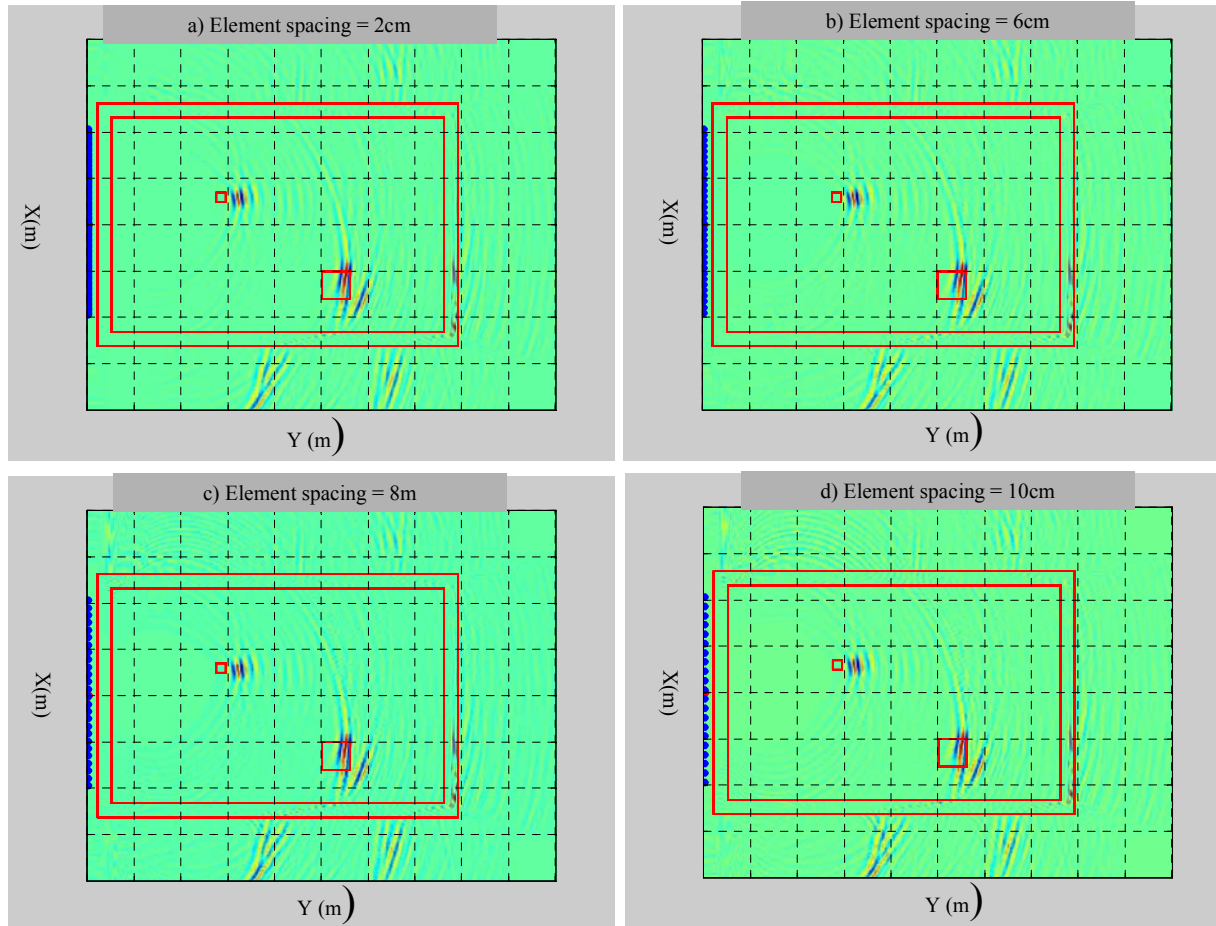 a) Element spacing = 2cm
X(m)
Y (m)
b) Element spacing = 6cm
X(m)
Y (m)
c) Element spacing = 8m
X(m)
Y (m)
d) Element spacing = 10cm
X(m)
Y (m)